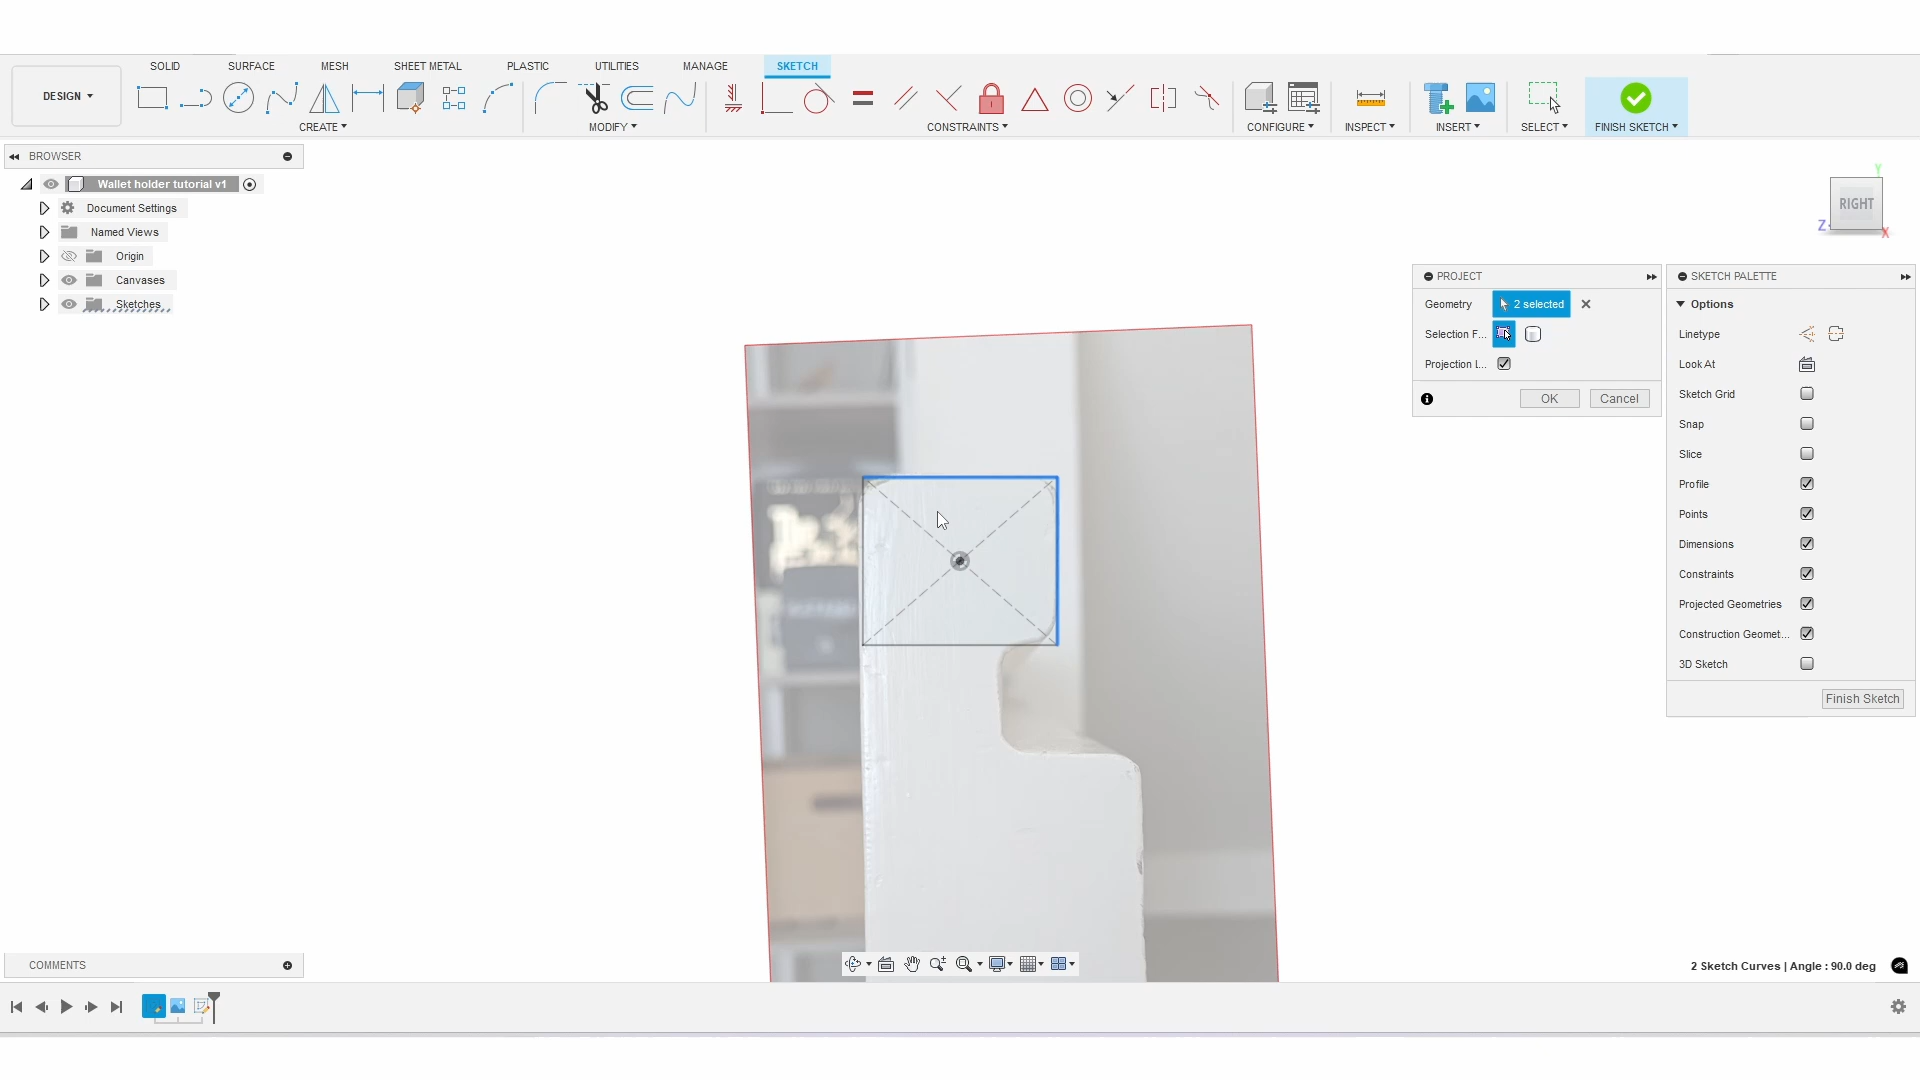 SOLID SURFACE MESH SHEET METAL PLASTIC UTILITIES MANAGE SKETCH
DESIGN
CREATE MODIFY CONSTRAINTS CONFIGURE INSPECT INSERT SELECT FINISH SKETCH
BROWSER
Wallet holder tutorial v1
Document Settings
Named Views
Origin
Canvases
Sketches
Y
RIGHT
Z
X
PROJECT
Geometry 2 selected
Selection F...
Projection L...
OK Cancel
SKETCH PALETTE
Options
Linetype
Look At
Sketch Grid
Snap
Slice
Profile
Points
Dimensions
Constraints
Projected Geometries
Construction Geomet...
3D Sketch
Finish Sketch
COMMENTS
2 Sketch Curves | Angle : 90.0 deg